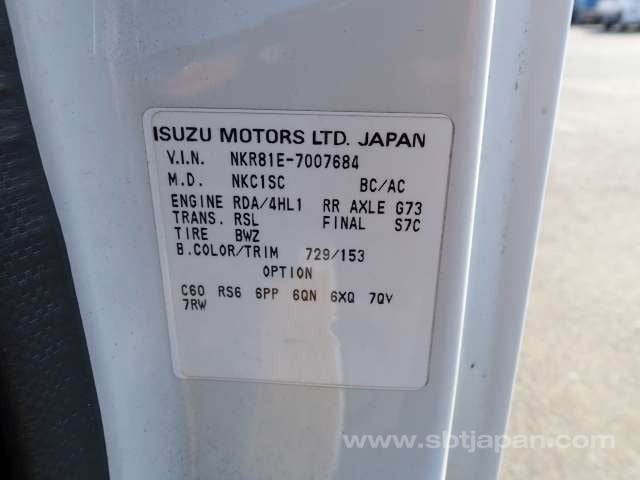 ISUZU MOTORS LTD. JAPAN
V.I.N. NKR81E-7007684
M.D. NKC1SC BC/AC
ENGINE RDA/4HL1 RR AXLE G73
TRANS. RSL FINAL S7C
TIRE BWZ
B.COLOR/TRIM 729/153
OPTION
C60 RS6 6PP 6QN 6XQ 7QV
7RW
www.sbtjapan.com